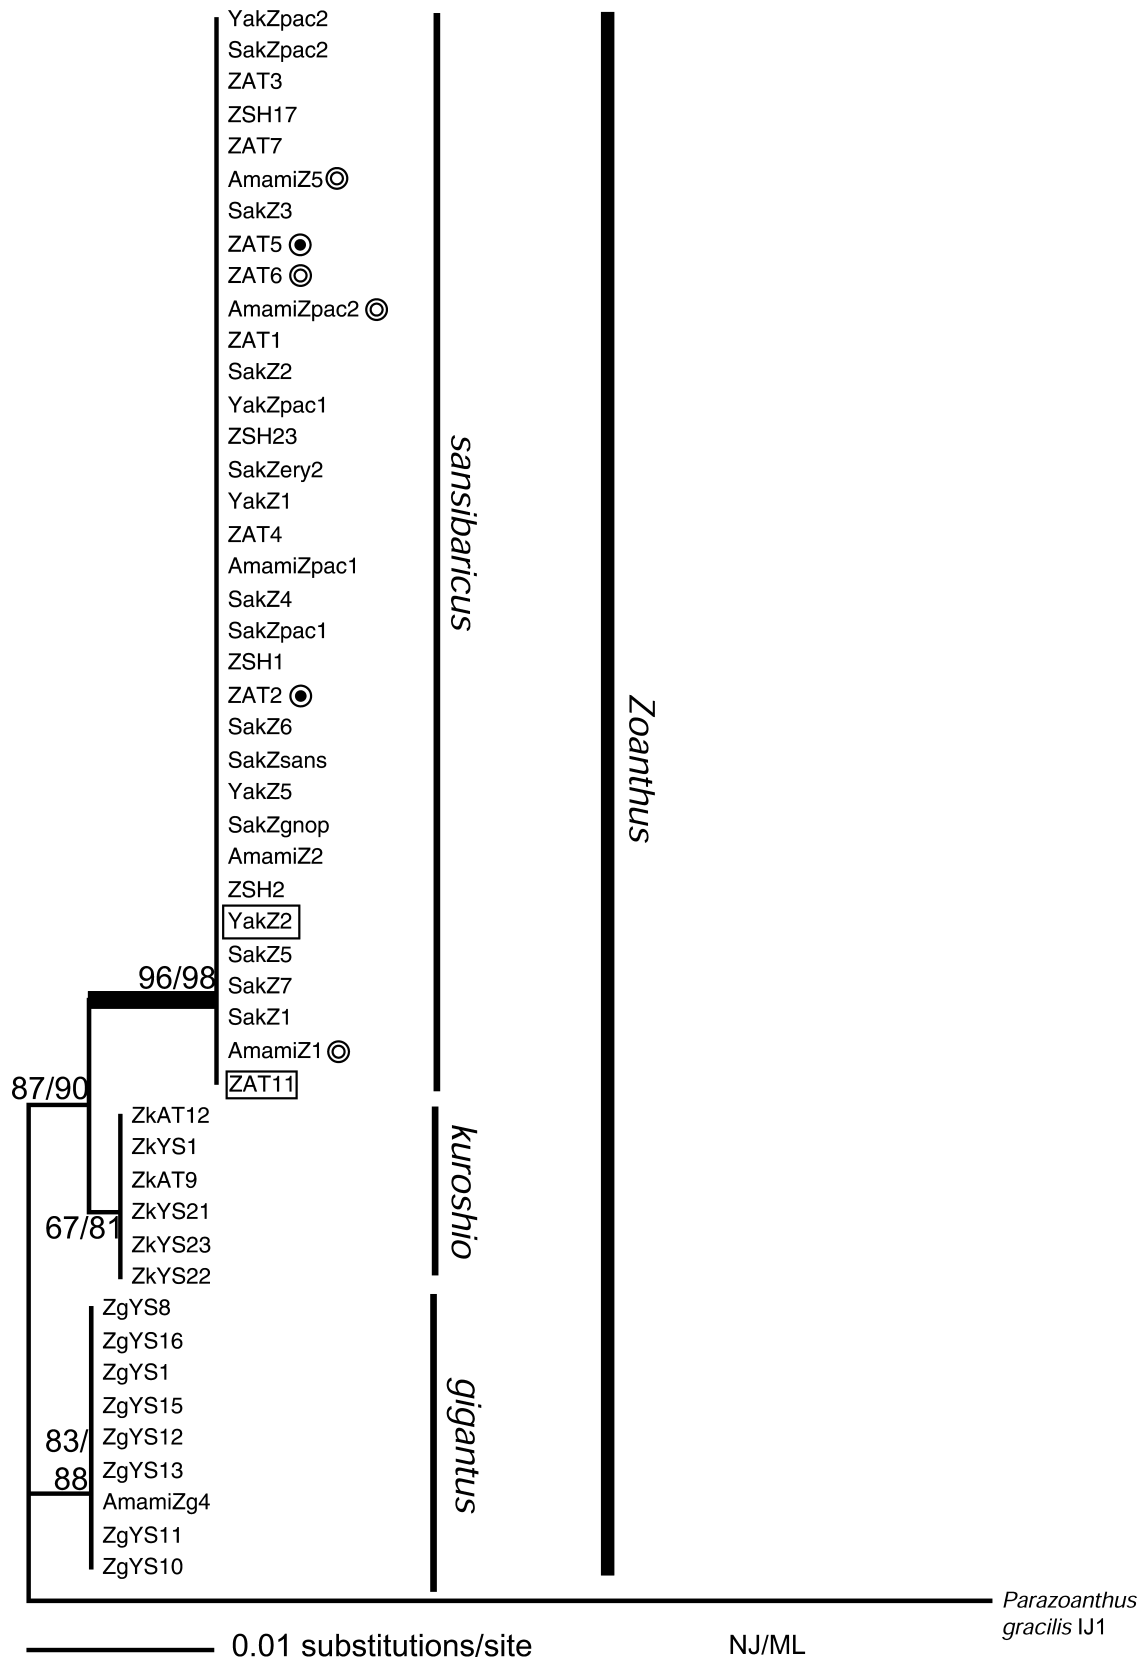 YakZpac2
SakZpac2
ZAT3
ZSH17
ZAT7
AmamiZ5
SakZ3
ZAT5
ZAT6
AmamiZpac2
ZAT1
SakZ2
YakZpac1
ZSH23
SakZery2
YakZ1
ZAT4
AmamiZpac1
SakZ4
SakZpac1
ZSH1
ZAT2
SakZ6
SakZsans
YakZ5
SakZgnop
AmamiZ2
ZSH2
YakZ2
SakZ5
SakZ7
SakZ1
AmamiZ1
ZAT11
sansibaricus
Zoanthus
96/98
87/90
ZkAT12
ZkYS1
ZkAT9
ZkYS21
ZkYS23
ZkYS22
kuroshio
67/81
ZgYS8
ZgYS16
ZgYS1
ZgYS15
ZgYS12
ZgYS13
AmamiZg4
ZgYS11
ZgYS10
gigantus
83/
88
Parazoanthus
gracilis IJ1
0.01 substitutions/site
NJ/ML